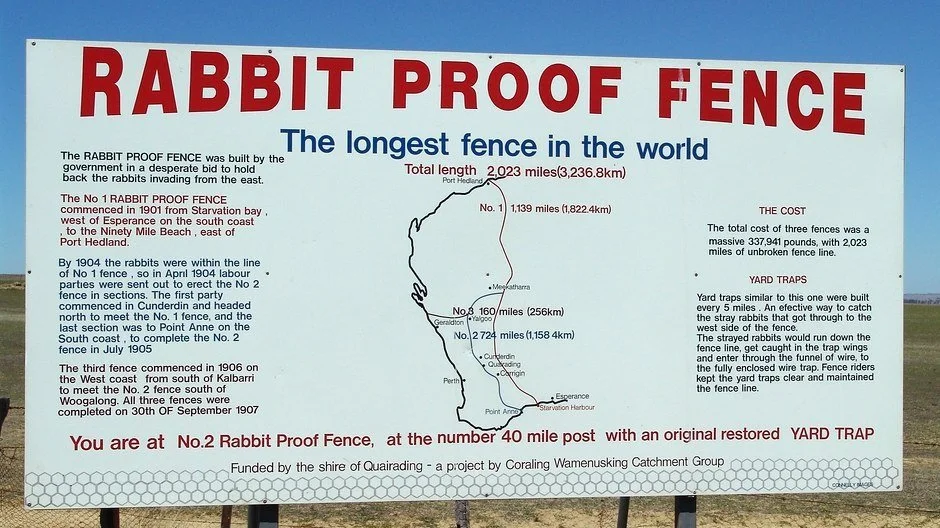 RABBIT PROOF FENCE
The longest fence in the world
Total length 2,023 miles(3,236.8km)
The RABBIT PROOF FENCE was built by the
government in a desperate bid to hold
back the rabbits invading from the east.
The No 1 RABBIT PROOF FENCE
commenced in 1901 from Starvation bay ,
west of Esperance on the south coast
, to the Ninety Mile Beach , east of
Port Hedland.
By 1904 the rabbits were within the line
of No 1 fence , so in April 1904 labour
parties were sent out to erect the No 2
fence in sections. The first party
commenced in Cunderdin and headed
north to meet the No. 1 fence, and the
last section was to Point Anne on the
South coast , to complete the No. 2
fence in July 1905
The third fence commenced in 1906 on
the West coast from south of Kalbarri
to meet the No. 2 fence south of
Woogalong. All three fences were
completed on 30th OF September 1907
Port Hedland
No. 1 1,139 miles (1,822.4km)
Meekatharra
No.3 160 miles (256km)
Geraldton
Yalgoo
No. 2 724 miles (1,158.4km)
Cunderdin
Quairading
Corrigin
Perth
Esperance
Point Anne
Starvation Harbour
THE COST
The total cost of three fences was a
massive 337,941 pounds, with 2,023
miles of unbroken fence line.
YARD TRAPS
Yard traps similar to this one were built
every 5 miles . An efective way to catch
the stray rabbits that got through to the
west side of the fence.
The strayed rabbits would run down the
fence line, get caught in the trap wings
and enter through the funnel of wire, to
the fully enclosed wire trap. Fence riders
kept the yard traps clear and maintained
the fence line.
You are at No.2 Rabbit Proof Fence, at the number 40 mile post with an original restored YARD TRAP
Funded by the shire of Quairading - a project by Coraling Wamenusking Catchment Group
CONNELLY IMAGES